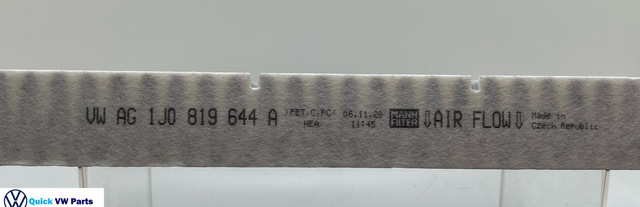 VW AG 1J0 819 644 A
>PET,C,PC<
HEA
06.11.20
11:45
MANN
FILTER
⇩AIR FLOW⇩
Made in
Czech Republic
Quick VW Parts